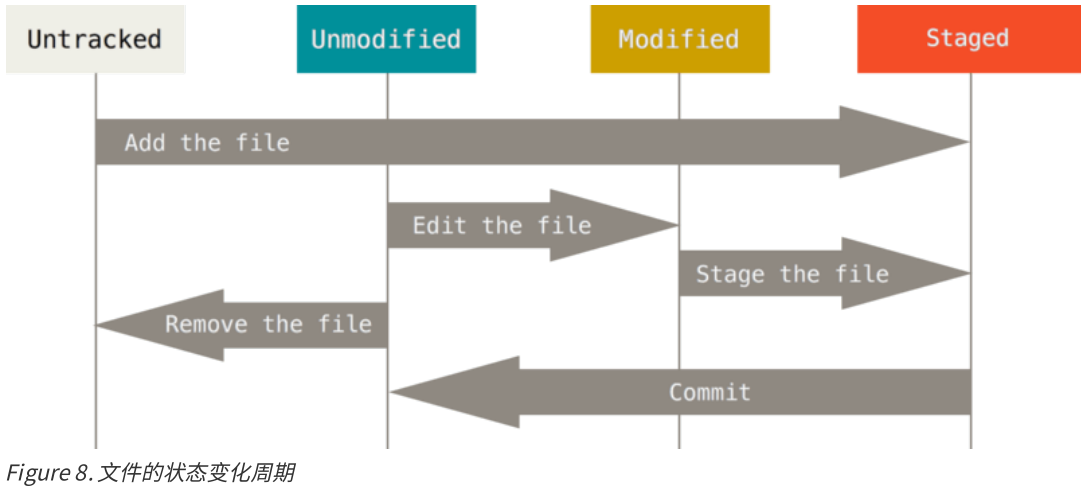 Untracked
Unmodified
Modified
Staged
Add the file
Edit the file
Stage the file
Remove the file
Commit
Figure 8. 文件的状态变化周期